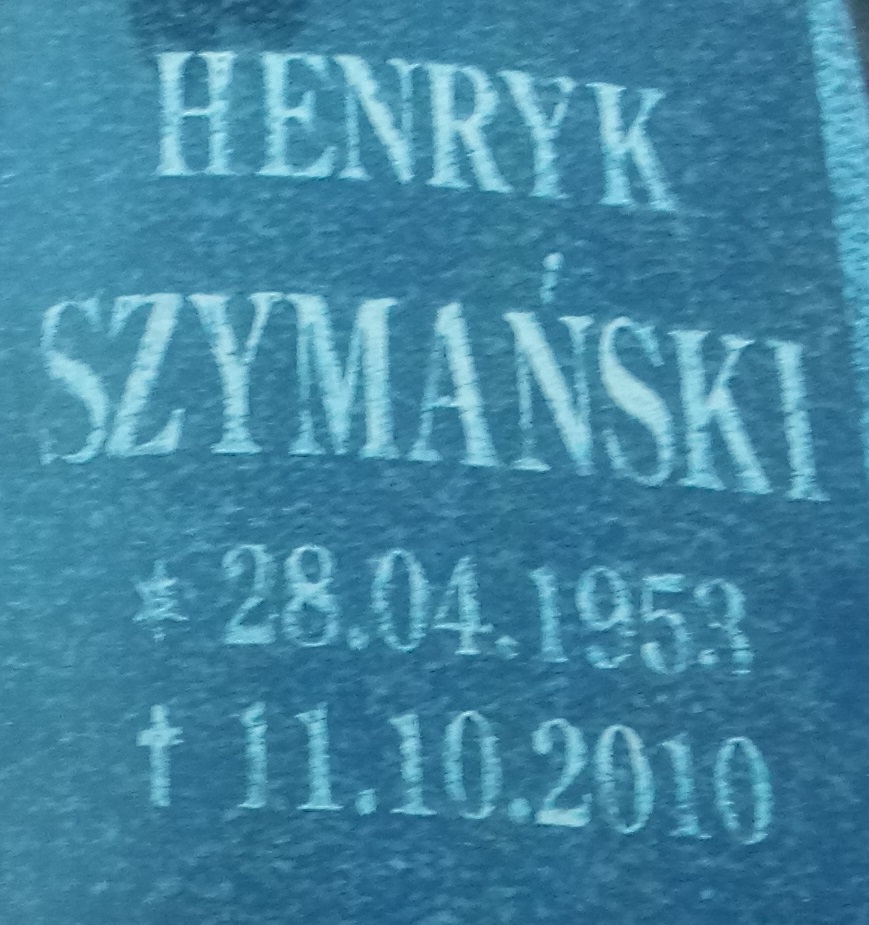 HENRYK
SZYMAŃSKI
* 28.04.1953
† 11.10.2010